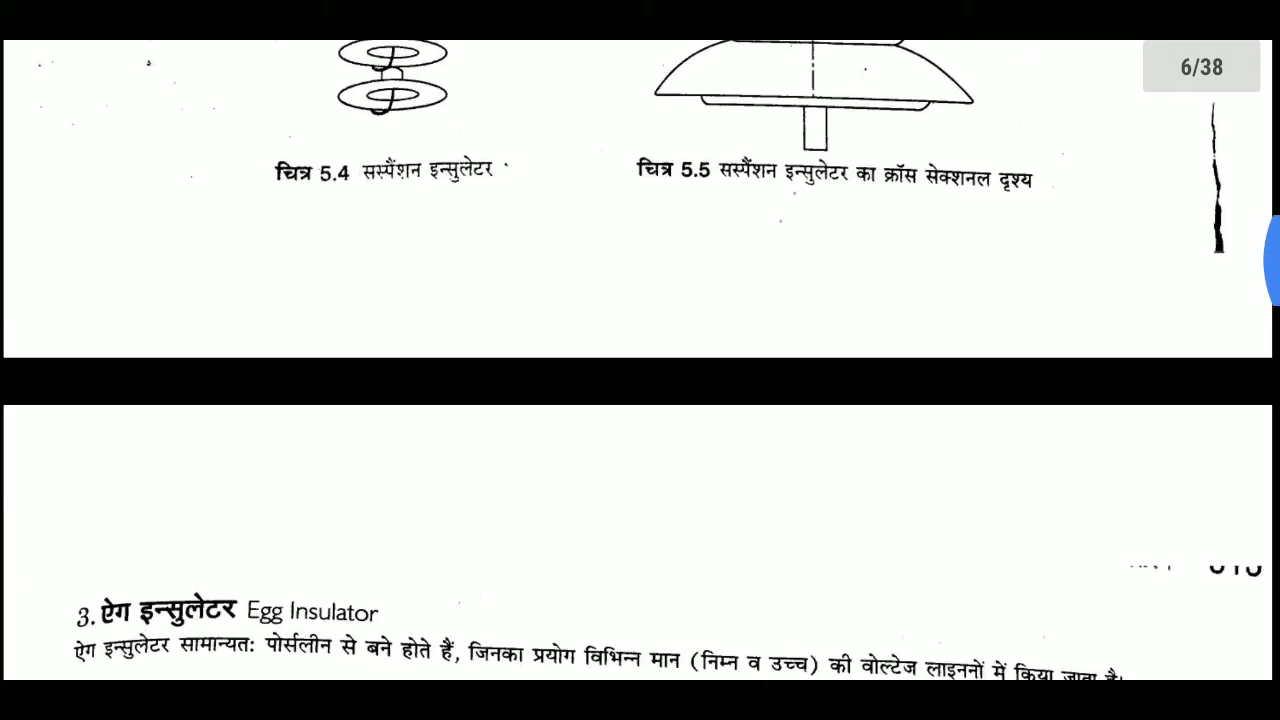 6/38
चित्र 5.4 सस्पैंशन इन्सुलेटर
चित्र 5.5 सस्पैंशन इन्सुलेटर का क्रॉस सेक्शनल दृश्य
3. ऐग इन्सुलेटर Egg Insulator
ऐग इन्सुलेटर सामान्यतः पोर्सलीन से बने होते हैं, जिनका प्रयोग विभिन्न मान (निम्न व उच्च) की वोल्टेज लाइननों में किया जाता है।